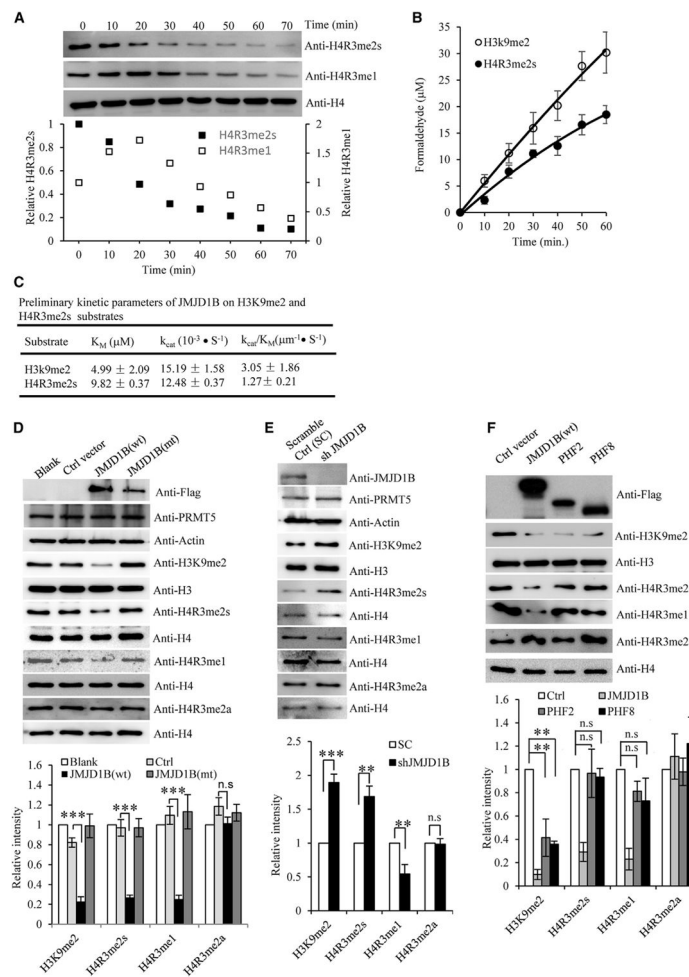 A
0 10 20 30 40 50 60 70 Time (min)
Anti-H4R3me2s
Anti-H4R3me1
Anti-H4
Relative H4R3me2s
1
0.8
0.6
0.4
0.2
0
H4R3me2s
H4R3me1
2
1.5
1
0.5
0
Relative H4R3me1
0 10 20 30 40 50 60 70
Time (min)
B
Formaldehyde (μM)
35
30
25
20
15
10
5
0
H3k9me2
H4R3me2s
0 10 20 30 40 50 60
Time (min.)
C
Preliminary kinetic parameters of JMJD1B on H3K9me2 and
H4R3me2s substrates
Substrate KM (μM) kcat (10-3 • S-1) kcat/KM(μm-1• S-1)
H3k9me2 4.99 ± 2.09 15.19 ± 1.58 3.05 ± 1.86
H4R3me2s 9.82 ± 0.37 12.48 ± 0.37 1.27± 0.21
D
Blank Ctrl vector JMJD1B(wt) JMJD1B(mt)
Anti-Flag
Anti-PRMT5
Anti-Actin
Anti-H3K9me2
Anti-H3
Anti-H4R3me2s
Anti-H4
Anti-H4R3me1
Anti-H4
Anti-H4R3me2a
Anti-H4
Blank Ctrl
JMJD1B(wt) JMJD1B(mt)
Relative intensity
1.4
1.2
1
0.8
0.6
0.4
0.2
0
*** *** *** n.s
H3K9me2 H4R3me2s H4R3me1 H4R3me2a
E
Scramble
Ctrl (SC)
sh JMJD1B
Anti-JMJD1B
Anti-PRMT5
Anti-Actin
Anti-H3K9me2
Anti-H3
Anti-H4R3me2s
Anti-H4
Anti-H4R3me1
Anti-H4
Anti-H4R3me2a
Anti-H4
SC
shJMJD1B
Relative intensity
2.5
2
1.5
1
0.5
0
*** ** ** n.s
H3K9me2 H4R3me2s H4R3me1 H4R3me2a
F
Ctrl vector JMJD1B(wt) PHF2 PHF8
Anti-Flag
Anti-H3K9me2
Anti-H3
Anti-H4R3me2
Anti-H4R3me1
Anti-H4R3me2
Anti-H4
Ctrl JMJD1B
PHF2 PHF8
Relative intensity
1.6
1.4
1.2
1
0.8
0.6
0.4
0.2
0
**
**
n.s
n.s
n.s
n.s
H3K9me2 H4R3me2s H4R3me1 H4R3me2a